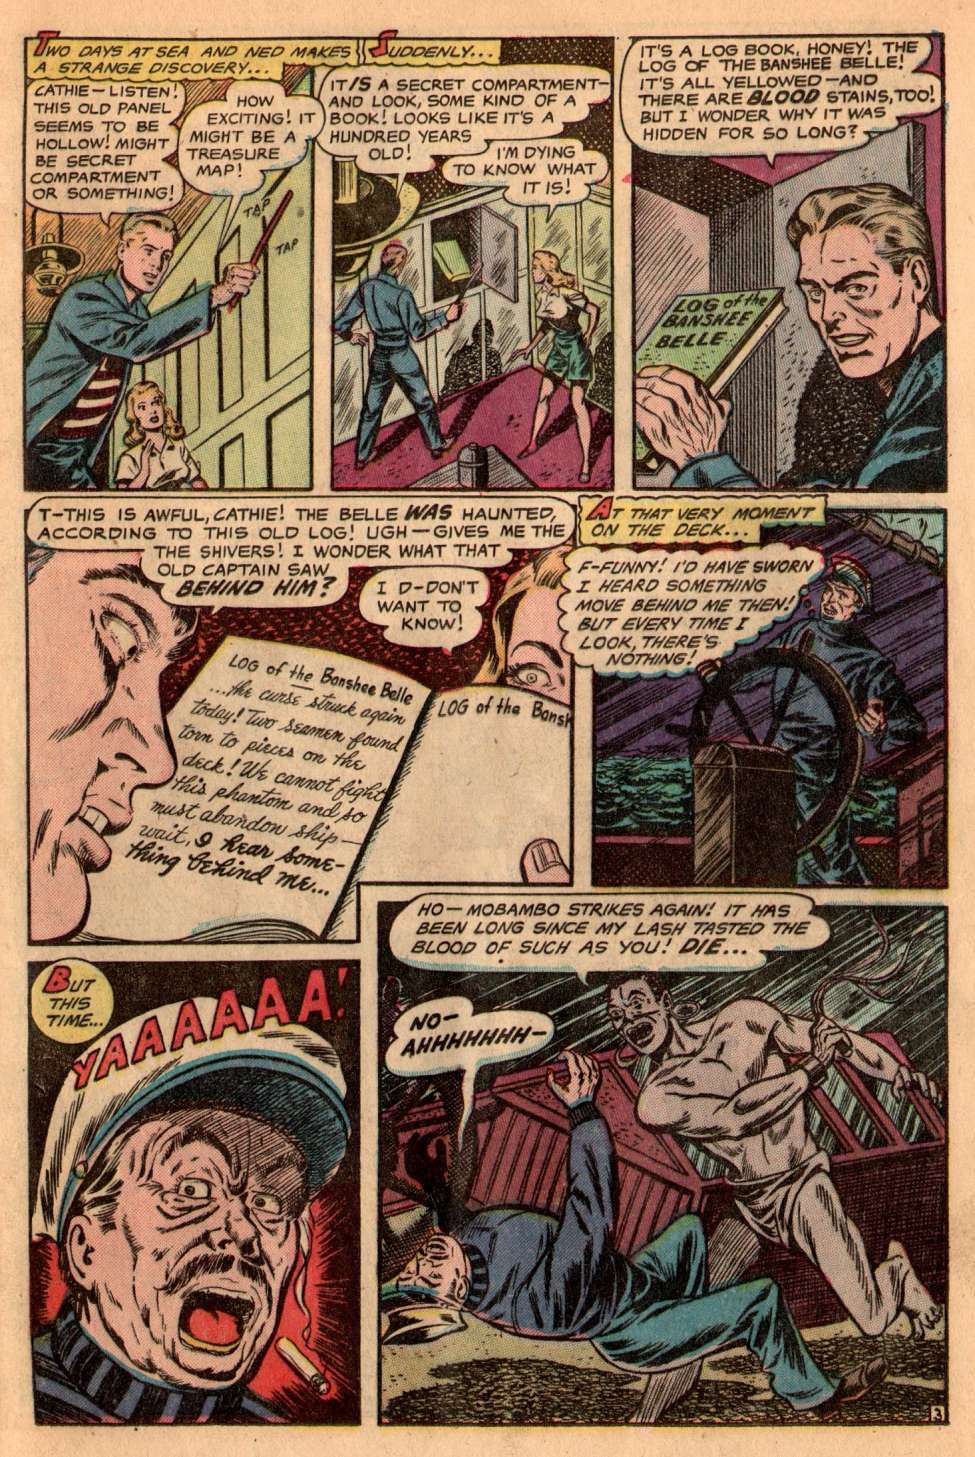 TWO DAYS AT SEA AND NED MAKES
A STRANGE DISCOVERY...
CATHIE—LISTEN!
THIS OLD PANEL
SEEMS TO BE
HOLLOW! MIGHT
BE SECRET
COMPARTMENT
OR SOMETHING!
HOW
EXCITING! IT
MIGHT BE A
TREASURE
MAP!
TAP
TAP
SUDDENLY...
IT IS A SECRET COMPARTMENT—
AND LOOK, SOME KIND OF A
BOOK! LOOKS LIKE IT'S A
HUNDRED YEARS
OLD!
I'M DYING
TO KNOW WHAT
IT IS!
IT'S A LOG BOOK, HONEY! THE
LOG OF THE BANSHEE BELLE!
IT'S ALL YELLOWED—AND
THERE ARE BLOOD STAINS, TOO!
BUT I WONDER WHY IT WAS
HIDDEN FOR SO LONG?
LOG of the
BANSHEE
BELLE
T-THIS IS AWFUL, CATHIE! THE BELLE WAS HAUNTED,
ACCORDING TO THIS OLD LOG! UGH—GIVES ME THE
THE SHIVERS! I WONDER WHAT THAT
OLD CAPTAIN SAW
BEHIND HIM?
I D-DON'T
WANT TO
KNOW!
LOG of the Banshee Belle
...the curse struck again
today! Two seamen found
torn to pieces on the
deck! We cannot fight
this phantom and so
must abandon ship—
wait, I hear some-
thing behind me...
LOG of the Bansh
AT THAT VERY MOMENT
ON THE DECK...
F-FUNNY! I'D HAVE SWORN
I HEARD SOMETHING
MOVE BEHIND ME THEN!
BUT EVERY TIME I
LOOK, THERE'S
NOTHING!
BUT
THIS
TIME...
YAAAAAAA!
HO—MOBAMBO STRIKES AGAIN! IT HAS
BEEN LONG SINCE MY LASH TASTED THE
BLOOD OF SUCH AS YOU! DIE...
NO—
AHHHHHHH—
3